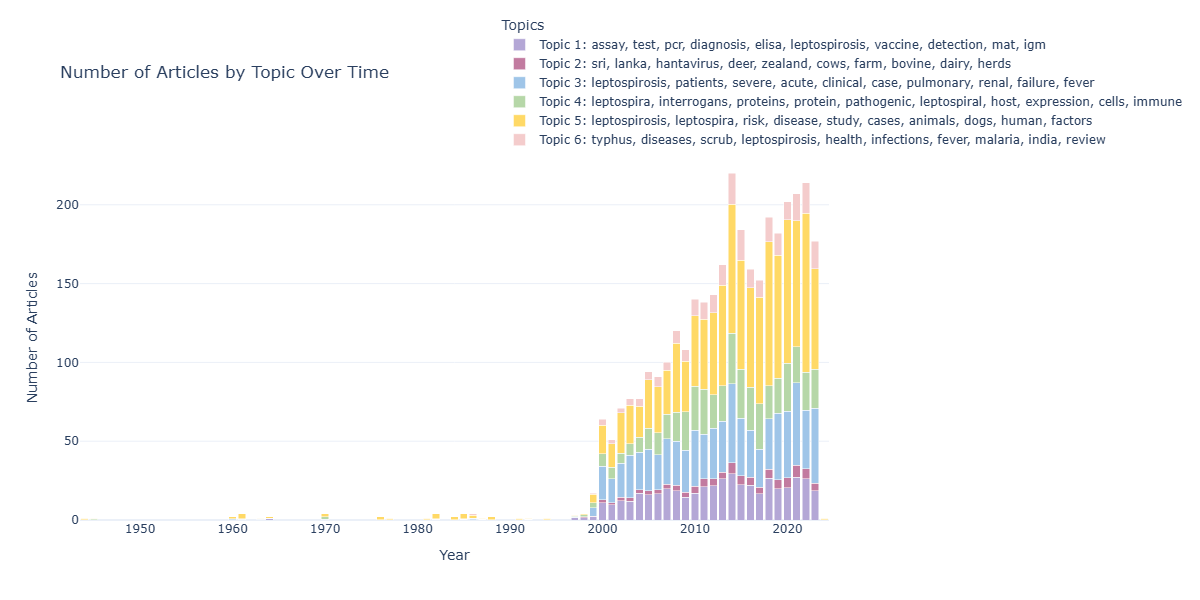 Topics
Topic 1: assay, test, pcr, diagnosis, elisa, leptospirosis, vaccine, detection, mat, igm
Topic 2: sri, lanka, hantavirus, deer, zealand, cows, farm, bovine, dairy, herds
Topic 3: leptospirosis, patients, severe, acute, clinical, case, pulmonary, renal, failure, fever
Topic 4: leptospira, interrogans, proteins, protein, pathogenic, leptospiral, host, expression, cells, immune
Topic 5: leptospirosis, leptospira, risk, disease, study, cases, animals, dogs, human, factors
Topic 6: typhus, diseases, scrub, leptospirosis, health, infections, fever, malaria, india, review
Number of Articles by Topic Over Time
Number of Articles
200
150
100
50
0
1950 1960 1970 1980 1990 2000 2010 2020
Year